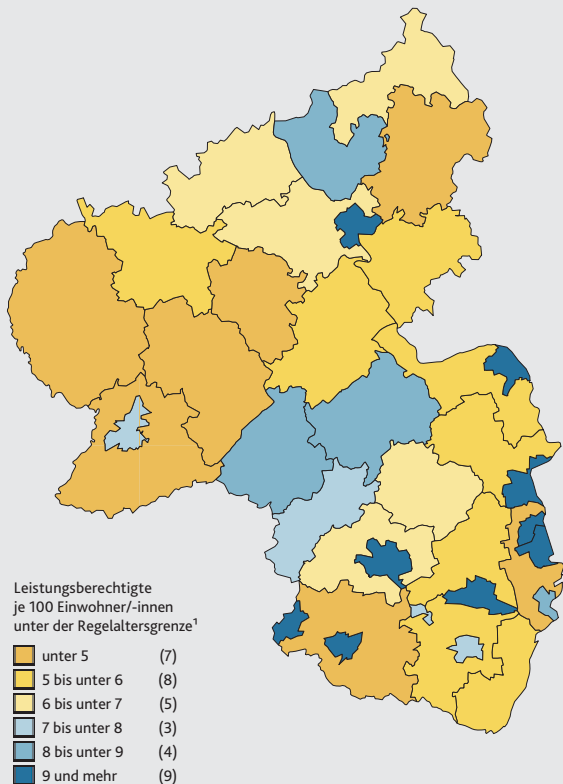 Leistungsberechtigte
je 100 Einwohner/-innen
unter der Regelaltersgrenze¹
unter 5 (7)
5 bis unter 6 (8)
6 bis unter 7 (5)
7 bis unter 8 (3)
8 bis unter 9 (4)
9 und mehr (9)